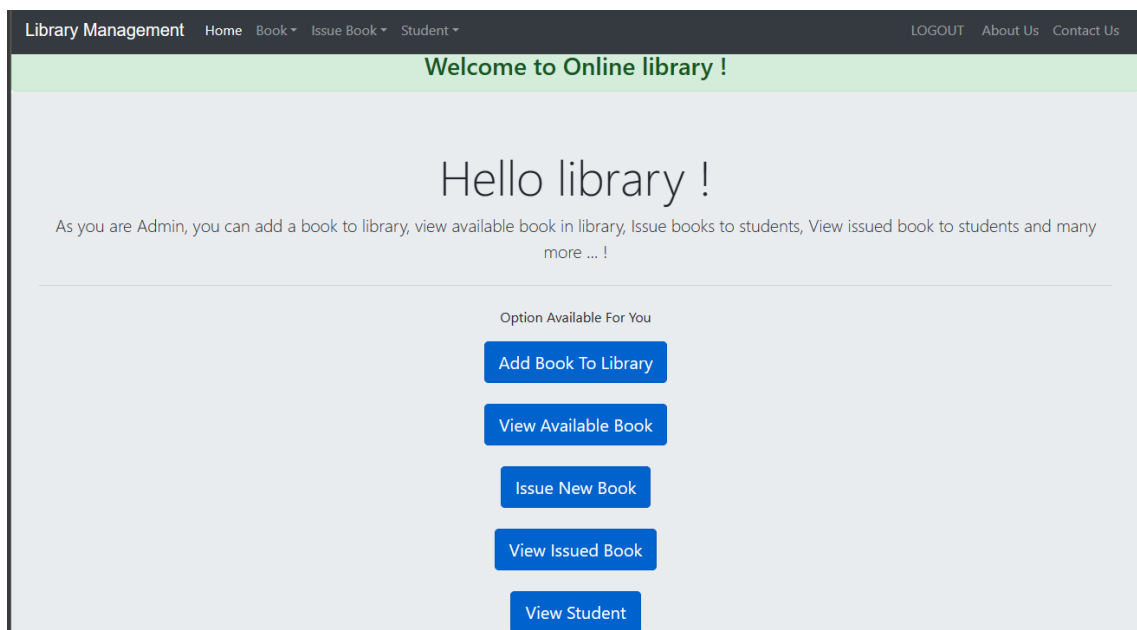 Library Management Home Book Issue Book Student LOGOUT About Us Contact Us
Welcome to Online library !
Hello library !
As you are Admin, you can add a book to library, view available book in library, Issue books to students, View issued book to students and many
more ... !
Option Available For You
Add Book To Library
View Available Book
Issue New Book
View Issued Book
View Student